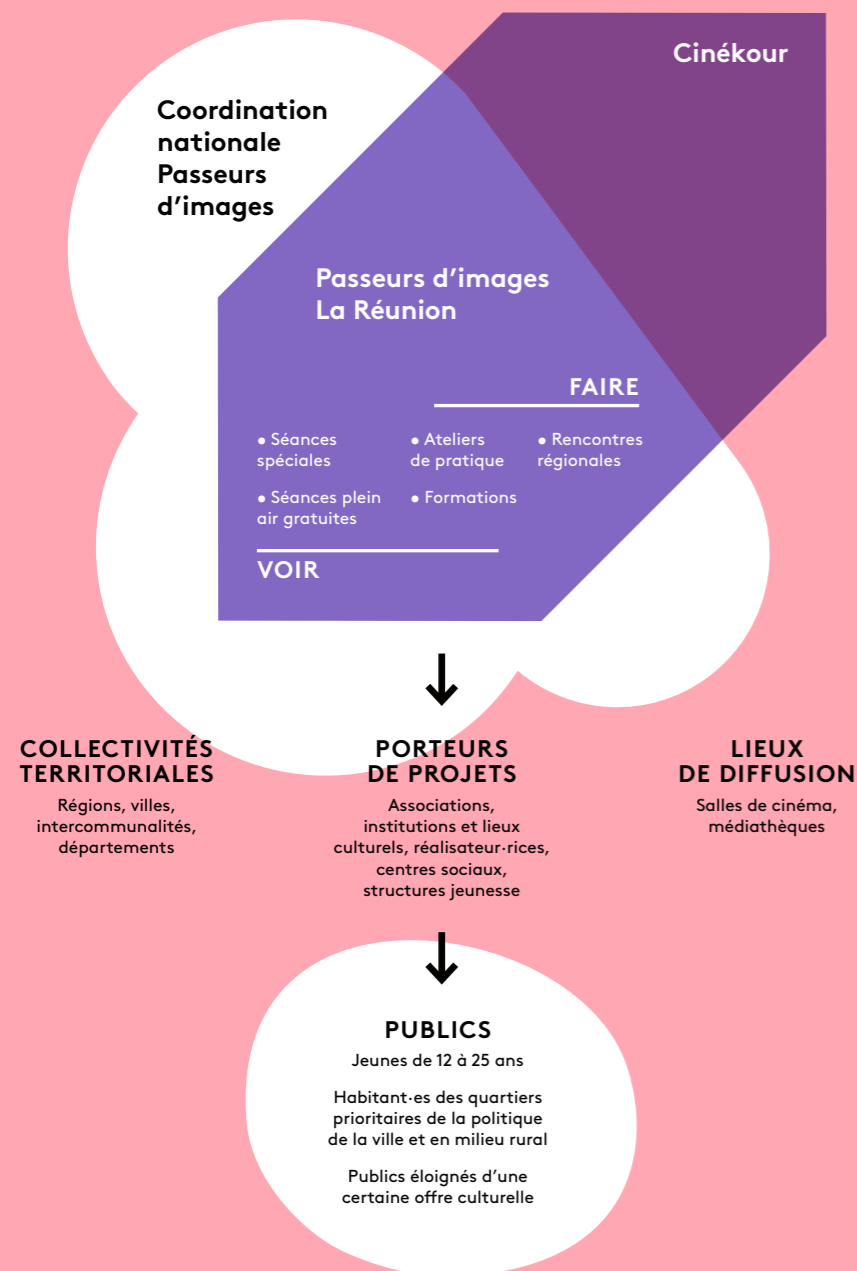 Cinékour
Coordination
nationale
Passeurs
d'images
Passeurs d'images
La Réunion
FAIRE
• Séances
spéciales
• Séances plein
air gratuites
• Ateliers
de pratique
• Formations
• Rencontres
régionales
VOIR
COLLECTIVITÉS
TERRITORIALES
Régions, villes,
intercommunalités,
départements
PORTEURS
DE PROJETS
Associations,
institutions et lieux
culturels, réalisateur·rices,
centres sociaux,
structures jeunesse
LIEUX
DE DIFFUSION
Salles de cinéma,
médiathèques
PUBLICS
Jeunes de 12 à 25 ans
Habitant·es des quartiers
prioritaires de la politique
de la ville et en milieu rural
Publics éloignés d'une
certaine offre culturelle